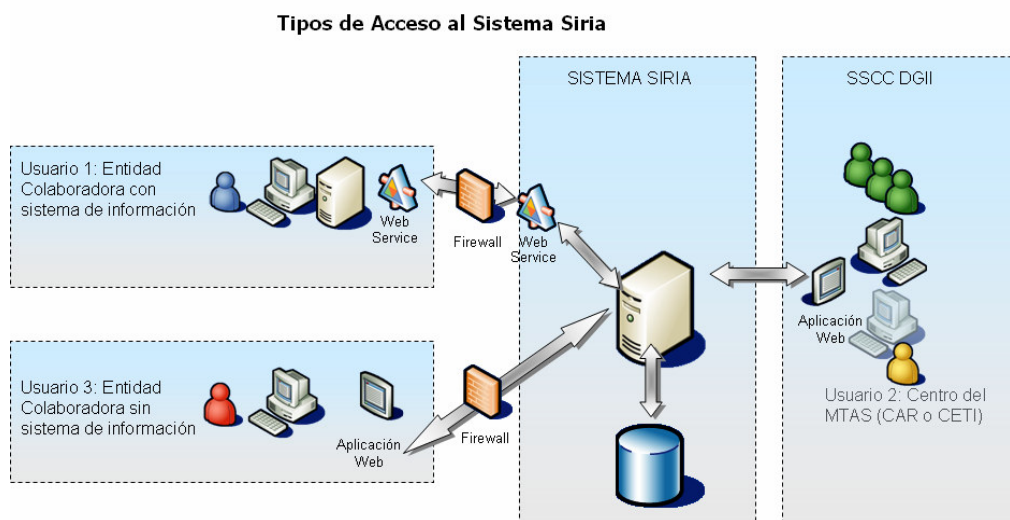 Tipos de Acceso al Sistema Siria
SISTEMA SIRIA
SSCC DGII
Usuario 1: Entidad
Colaboradora con
sistema de información
Web
Service
Firewall
Web
Service
Aplicación
Web
Usuario 3: Entidad
Colaboradora sin
sistema de información
Aplicación
Web
Firewall
Usuario 2: Centro del
MTAS (CAR o CETI)